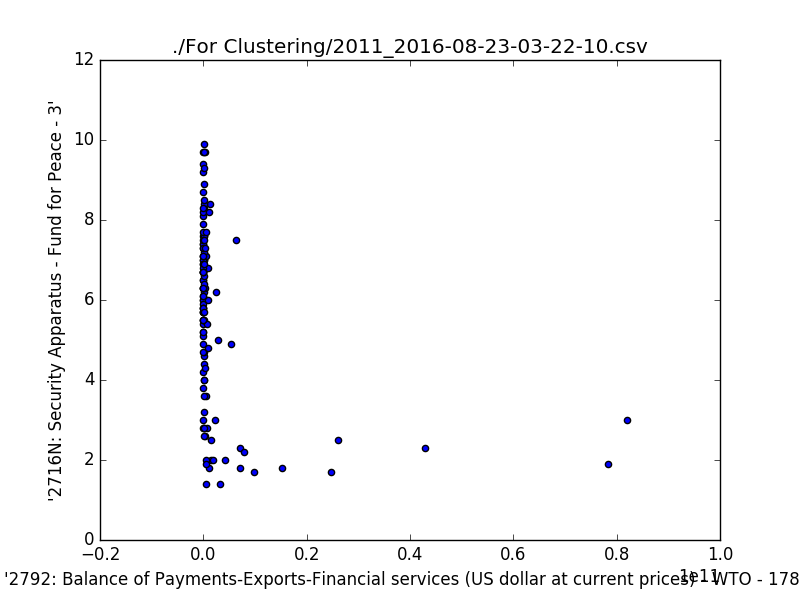 ./For Clustering/2011_2016-08-23-03-22-10.csv
'2716N: Security Apparatus - Fund for Peace - 3'
12
10
8
6
4
2
0
−0.2 0.0 0.2 0.4 0.6 0.8 1.0
1e11
'2792: Balance of Payments-Exports-Financial services (US dollar at current prices) - WTO - 178